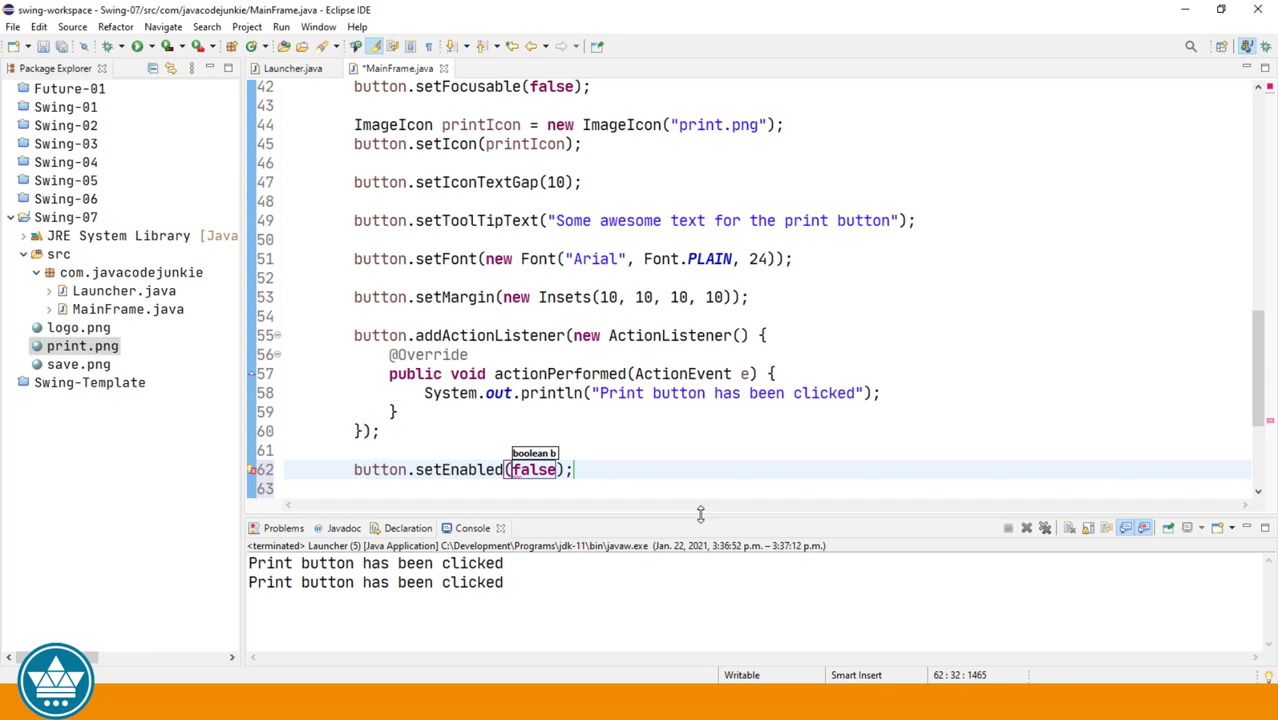 swing-workspace - Swing-07/src/com/javacodejunkie/MainFrame.java - Eclipse IDE
File Edit Source Refactor Navigate Search Project Run Window Help
Package Explorer
Launcher.java
*MainFrame.java
Future-01
Swing-01
Swing-02
Swing-03
Swing-04
Swing-05
Swing-06
Swing-07
JRE System Library [Java
src
com.javacodejunkie
Launcher.java
MainFrame.java
logo.png
print.png
save.png
Swing-Template
42 button.setFocusable(false);
43
44 ImageIcon printIcon = new ImageIcon("print.png");
45 button.setIcon(printIcon);
46
47 button.setIconTextGap(10);
48
49 button.setToolTipText("Some awesome text for the print button");
50
51 button.setFont(new Font("Arial", Font.PLAIN, 24));
52
53 button.setMargin(new Insets(10, 10, 10, 10));
54
55 button.addActionListener(new ActionListener() {
56 @Override
57 public void actionPerformed(ActionEvent e) {
58 System.out.println("Print button has been clicked");
59 }
60 });
61
boolean b
62 button.setEnabled(false);
63
Problems Javadoc Declaration Console
<terminated> Launcher (5) [Java Application] C:\Development\Programs\jdk-11\bin\javaw.exe (Jan. 22, 2021, 3:36:52 p.m. – 3:37:12 p.m.)
Print button has been clicked
Print button has been clicked
Writable Smart Insert 62 : 32 : 1465